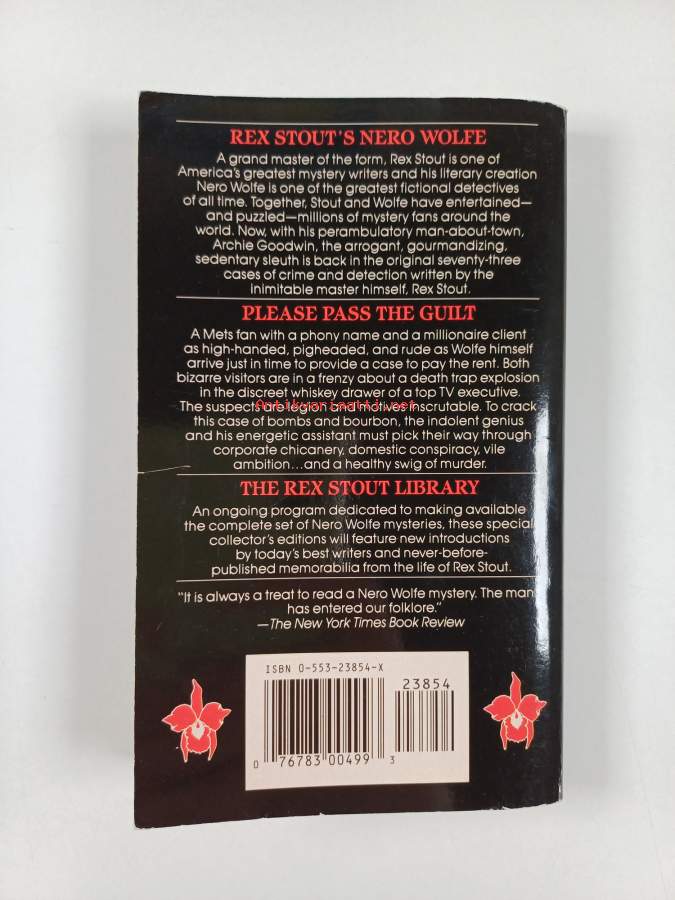 REX STOUT'S NERO WOLFE
A grand master of the form, Rex Stout is one of
America's greatest mystery writers and his literary creation
Nero Wolfe is one of the greatest fictional detectives
of all time. Together, Stout and Wolfe have entertained—
and puzzled—millions of mystery fans around the
world. Now, with his perambulatory man-about-town,
Archie Goodwin, the arrogant, gourmandizing,
sedentary sleuth is back in the original seventy-three
cases of crime and detection written by the
inimitable master himself, Rex Stout.
PLEASE PASS THE GUILT
A Mets fan with a phony name and a millionaire client
as high-handed, pigheaded, and rude as Wolfe himself
arrive just in time to provide a case to pay the rent. Both
bizarre visitors are in a frenzy about a death trap explosion
in the discreet whiskey drawer of a top TV executive.
The suspects are legion and motives inscrutable. To crack
Antikvariaatti.net
this case of bombs and bourbon, the indolent genius
and his energetic assistant must pick their way through
corporate chicanery, domestic conspiracy, vile
ambition...and a healthy swig of murder.
THE REX STOUT LIBRARY
An ongoing program dedicated to making available
the complete set of Nero Wolfe mysteries, these special
collector's editions will feature new introductions
by today's best writers and never-before-
published memorabilia from the life of Rex Stout.
"It is always a treat to read a Nero Wolfe mystery. The man
has entered our folklore."
—The New York Times Book Review
ISBN 0-553-23854-X
23854
0 76783 00499 3